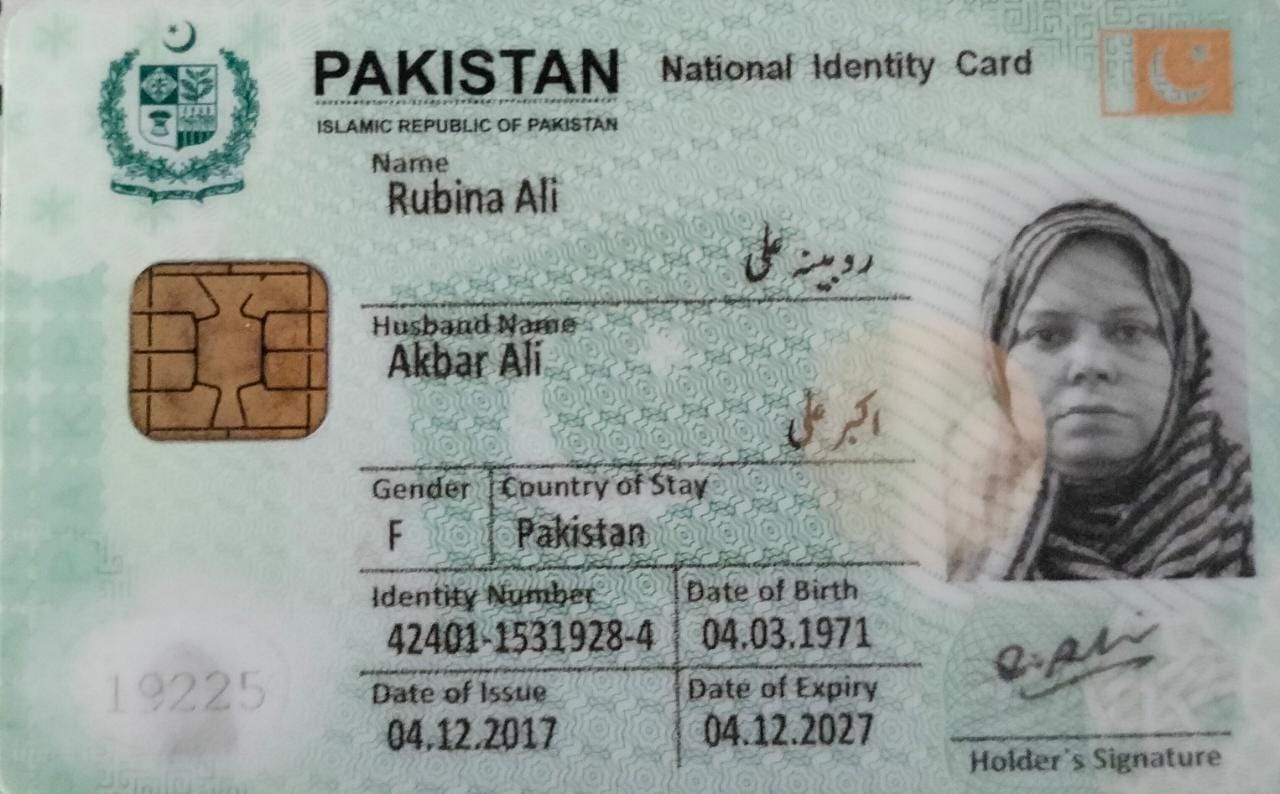 PAKISTAN National Identity Card
ISLAMIC REPUBLIC OF PAKISTAN
Name
Rubina Ali
روبینہ علی
Husband Name
Akbar Ali
اکبر علی
Gender Country of Stay
F Pakistan
Identity Number Date of Birth
42401-1531928-4 04.03.1971
Date of Issue Date of Expiry
04.12.2017 04.12.2027
19225
Holder's Signature